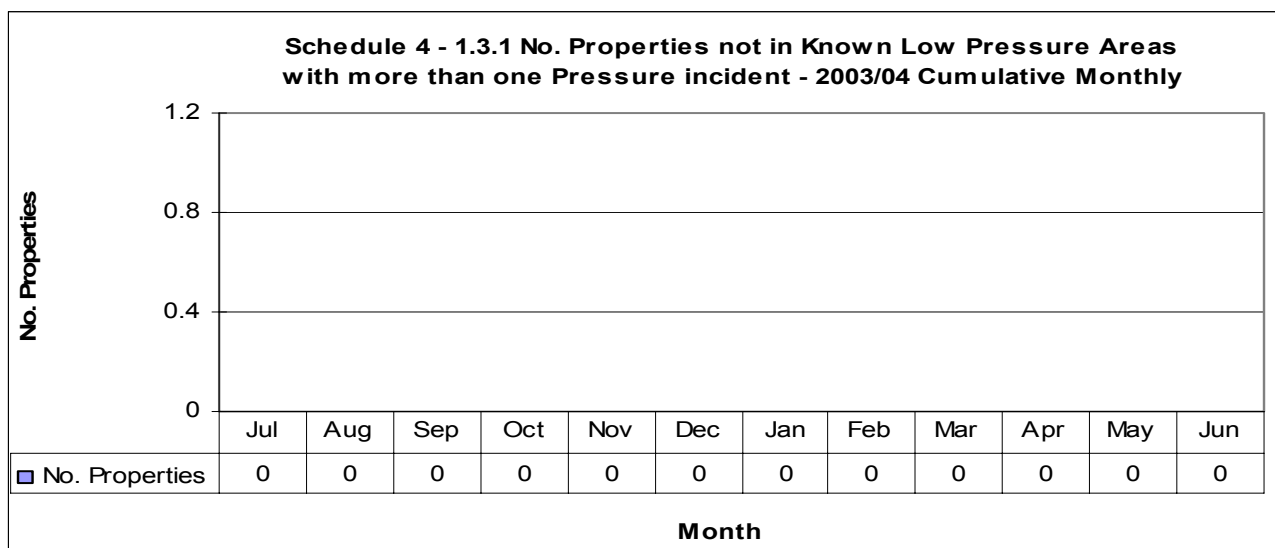 Schedule 4 - 1.3.1 No. Properties not in Known Low Pressure Areas
with more than one Pressure incident - 2003/04 Cumulative Monthly
No. Properties
1.2
0.8
0.4
0
Jul Aug Sep Oct Nov Dec Jan Feb Mar Apr May Jun
No. Properties 0 0 0 0 0 0 0 0 0 0 0 0
Month